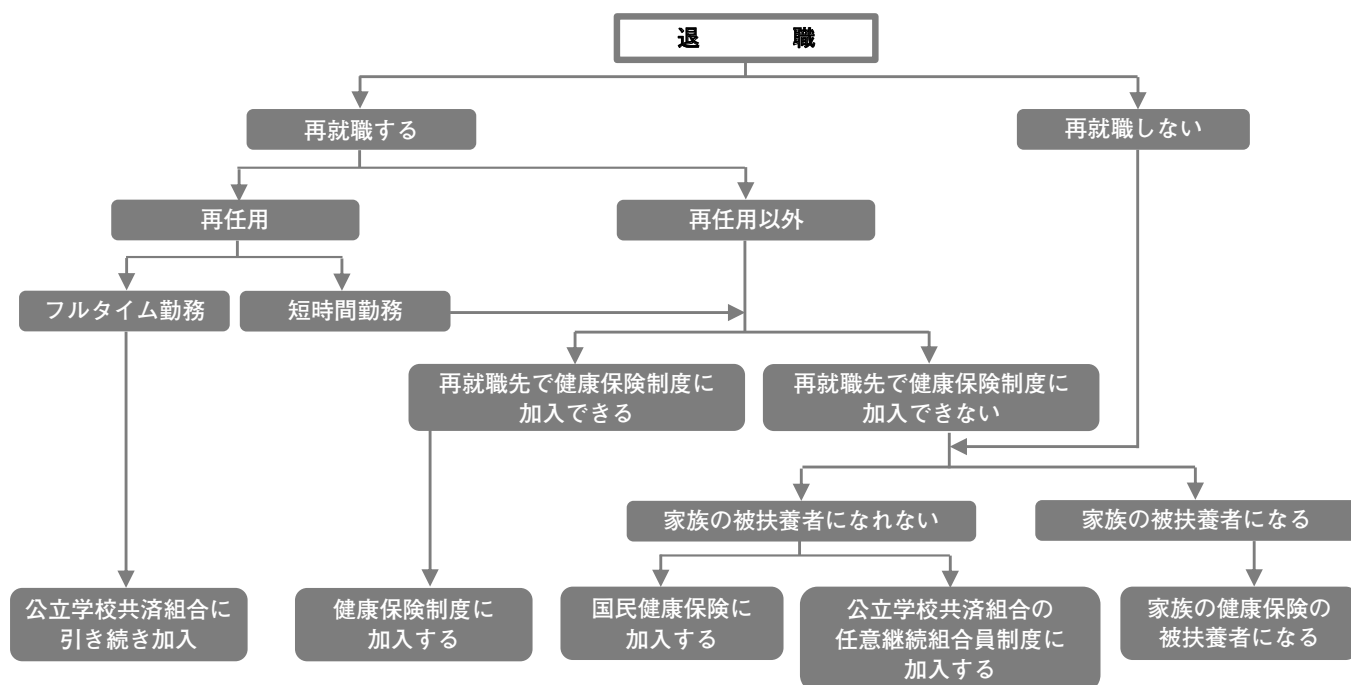 退　　　職
再就職する
再就職しない
再任用
再任用以外
フルタイム勤務
短時間勤務
再就職先で健康保険制度に
加入できる
再就職先で健康保険制度に
加入できない
家族の被扶養者になれない
家族の被扶養者になる
公立学校共済組合に
引き続き加入
健康保険制度に
加入する
国民健康保険に
加入する
公立学校共済組合の
任意継続組合員制度に
加入する
家族の健康保険の
被扶養者になる